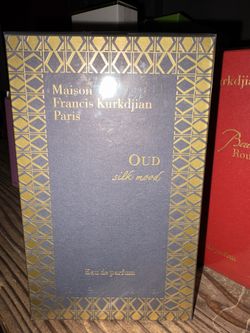 Maison
Francis Kurkdjian
Paris
OUD
silk mood
Eau de parfum